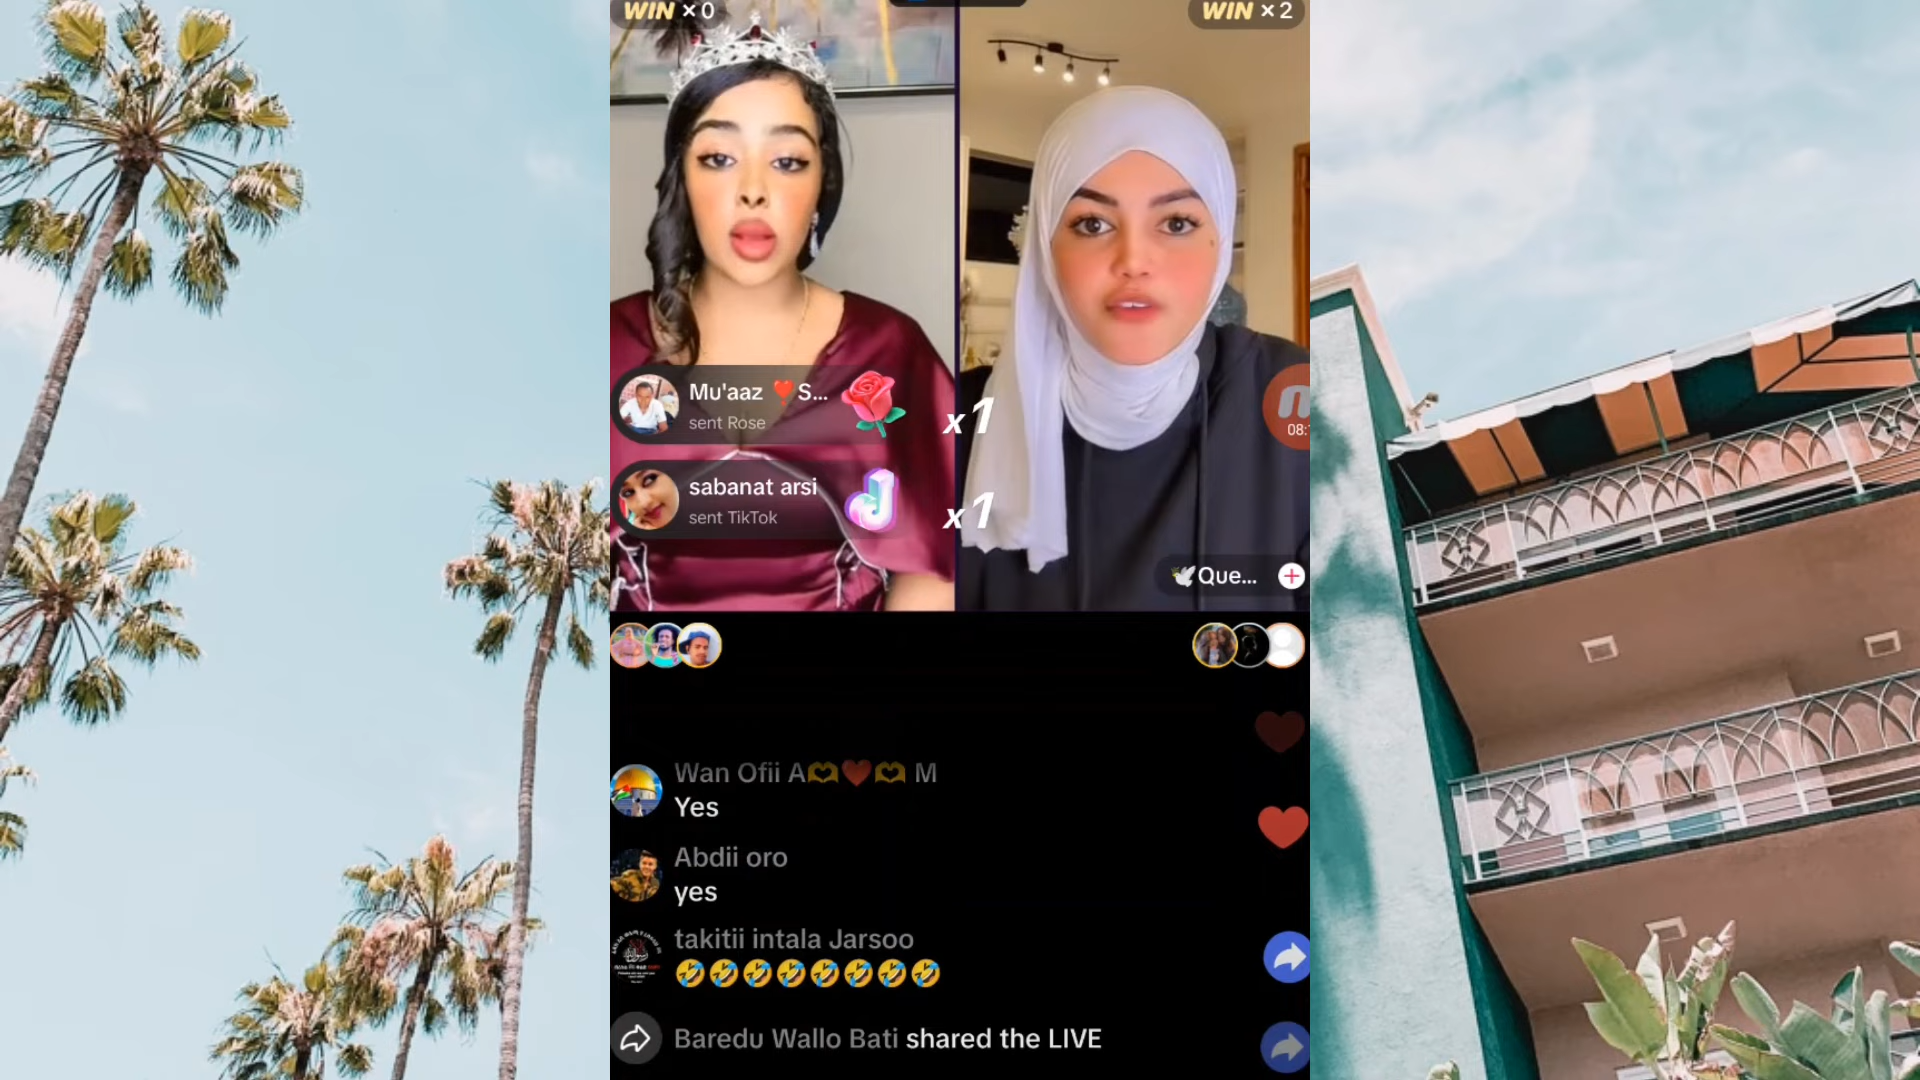 WIN × 0
WIN × 2
Mu'aaz ❤️S...
sent Rose
x1
08:
sabanat arsi
sent TikTok
x1
🕊️Que...
Wan Ofii A🫶❤️🫶 M
Yes
Abdii oro
yes
takitii intala Jarsoo
🤣🤣🤣🤣🤣🤣🤣🤣
Baredu Wallo Bati shared the LIVE